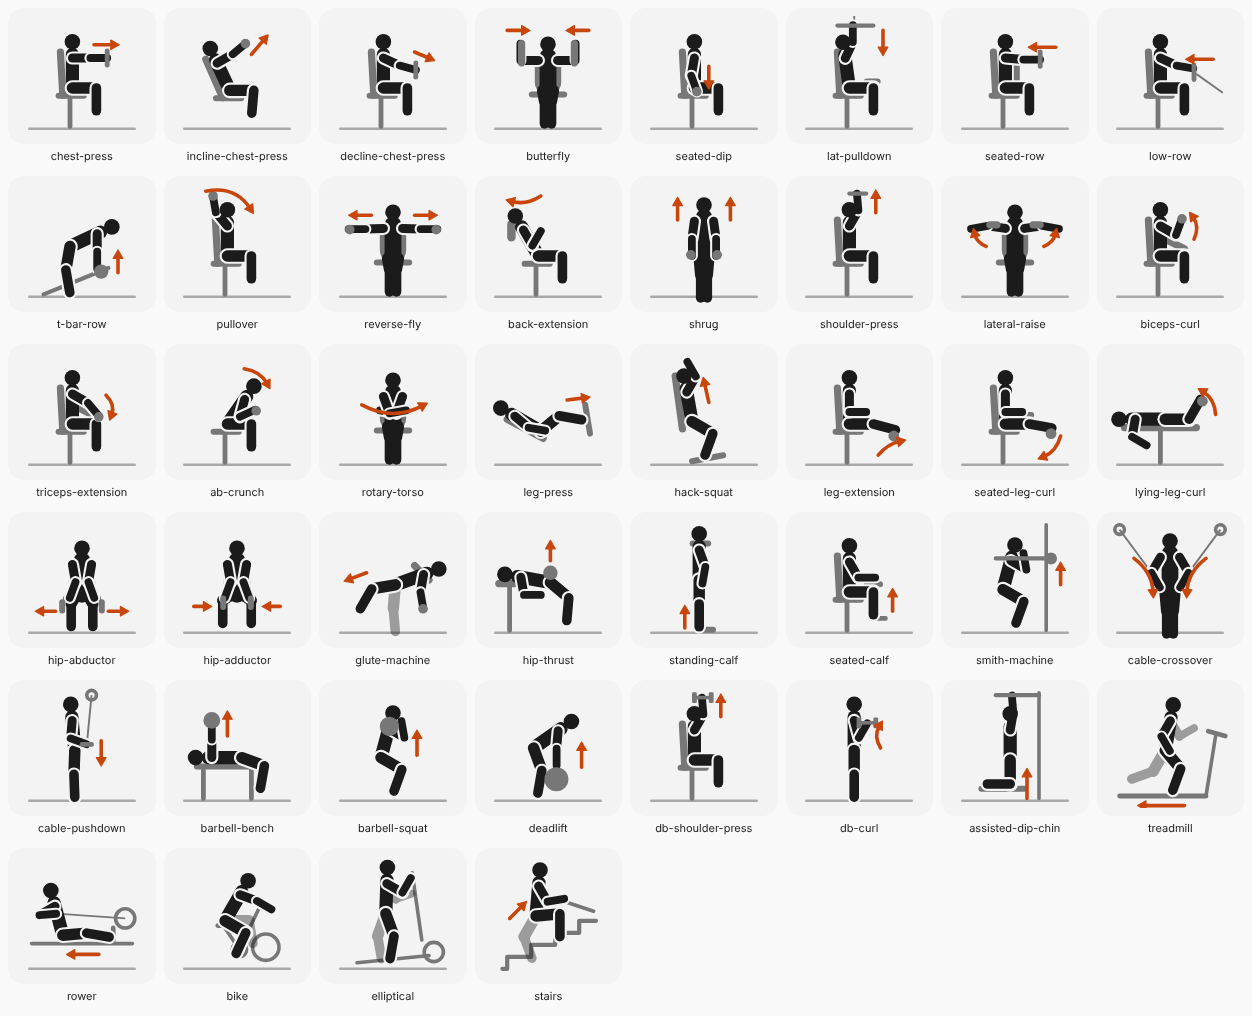 chest-press
incline-chest-press
decline-chest-press
butterfly
seated-dip
lat-pulldown
seated-row
low-row
t-bar-row
pullover
reverse-fly
back-extension
shrug
shoulder-press
lateral-raise
biceps-curl
triceps-extension
ab-crunch
rotary-torso
leg-press
hack-squat
leg-extension
seated-leg-curl
lying-leg-curl
hip-abductor
hip-adductor
glute-machine
hip-thrust
standing-calf
seated-calf
smith-machine
cable-crossover
cable-pushdown
barbell-bench
barbell-squat
deadlift
db-shoulder-press
db-curl
assisted-dip-chin
treadmill
rower
bike
elliptical
stairs